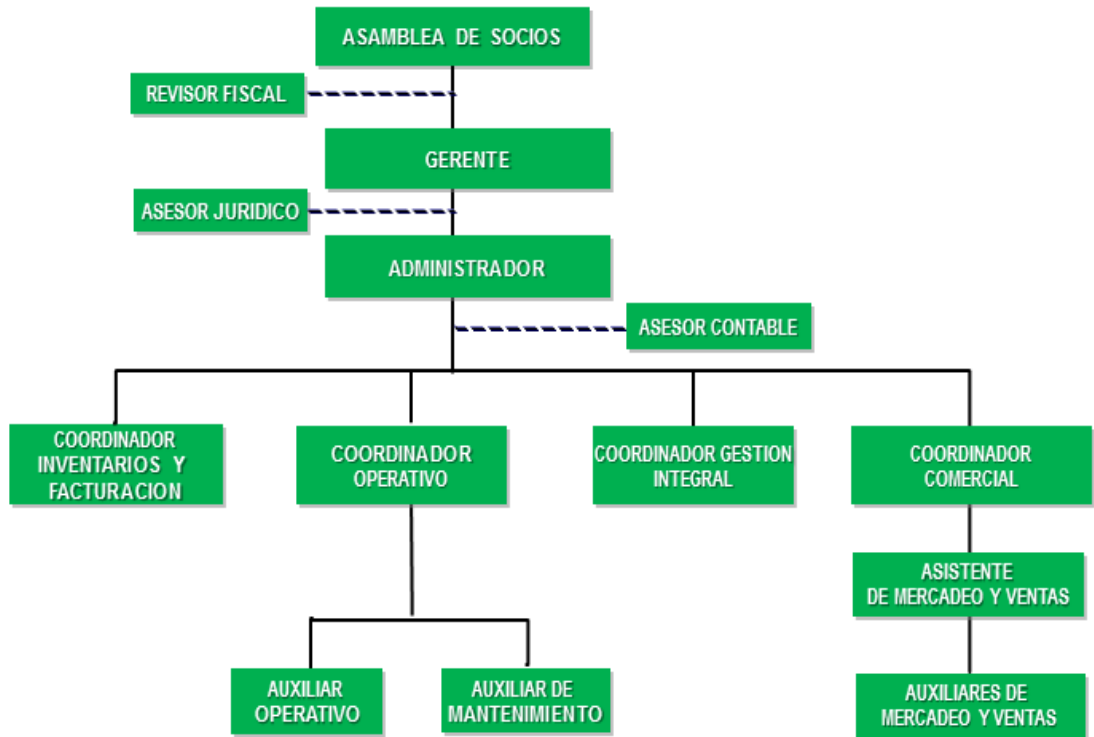 ASAMBLEA DE SOCIOS
REVISOR FISCAL
GERENTE
ASESOR JURIDICO
ADMINISTRADOR
ASESOR CONTABLE
COORDINADOR
INVENTARIOS Y
FACTURACION
COORDINADOR
OPERATIVO
COORDINADOR GESTION
INTEGRAL
COORDINADOR
COMERCIAL
ASISTENTE
DE MERCADEO Y VENTAS
AUXILIAR
OPERATIVO
AUXILIAR DE
MANTENIMIENTO
AUXILIARES DE
MERCADEO Y VENTAS